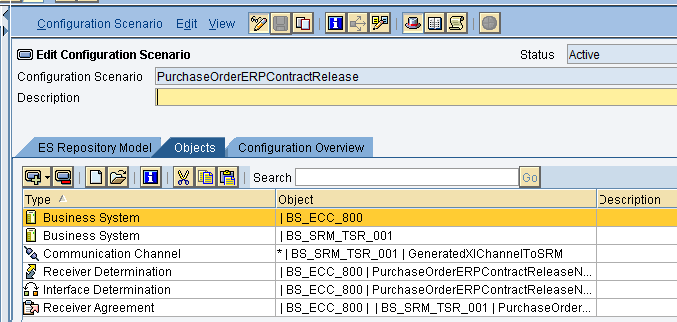 Configuration Scenario Edit View
Edit Configuration Scenario Status Active
Configuration Scenario PurchaseOrderERPContractRelease
Description
ES Repository Model Objects Configuration Overview
Search Go
Type Object Description
Business System | BS_ECC_800
Business System | BS_SRM_TSR_001
Communication Channel * | BS_SRM_TSR_001 | GeneratedXIChannelToSRM
Receiver Determination | BS_ECC_800 | PurchaseOrderERPContractReleaseN...
Interface Determination | BS_ECC_800 | PurchaseOrderERPContractReleaseN...
Receiver Agreement | BS_ECC_800 | | BS_SRM_TSR_001 | PurchaseOrder...